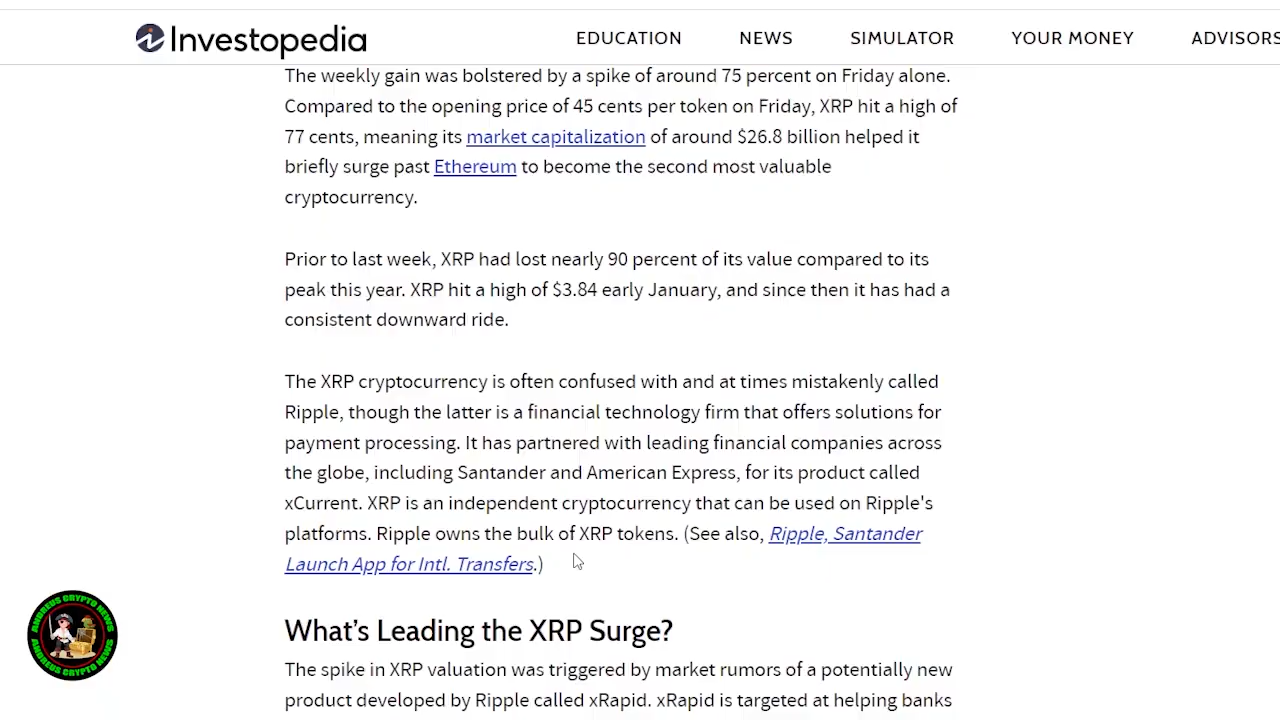 Investopedia
EDUCATION NEWS SIMULATOR YOUR MONEY ADVISORS
The weekly gain was bolstered by a spike of around 75 percent on Friday alone.
Compared to the opening price of 45 cents per token on Friday, XRP hit a high of
77 cents, meaning its market capitalization of around $26.8 billion helped it
briefly surge past Ethereum to become the second most valuable
cryptocurrency.
Prior to last week, XRP had lost nearly 90 percent of its value compared to its
peak this year. XRP hit a high of $3.84 early January, and since then it has had a
consistent downward ride.
The XRP cryptocurrency is often confused with and at times mistakenly called
Ripple, though the latter is a financial technology firm that offers solutions for
payment processing. It has partnered with leading financial companies across
the globe, including Santander and American Express, for its product called
xCurrent. XRP is an independent cryptocurrency that can be used on Ripple's
platforms. Ripple owns the bulk of XRP tokens. (See also, Ripple, Santander
Launch App for Intl. Transfers.)
ANDREUS CRYPTO NEWS
ANDREUS CRYPTO NEWS
What’s Leading the XRP Surge?
The spike in XRP valuation was triggered by market rumors of a potentially new
product developed by Ripple called xRapid. xRapid is targeted at helping banks